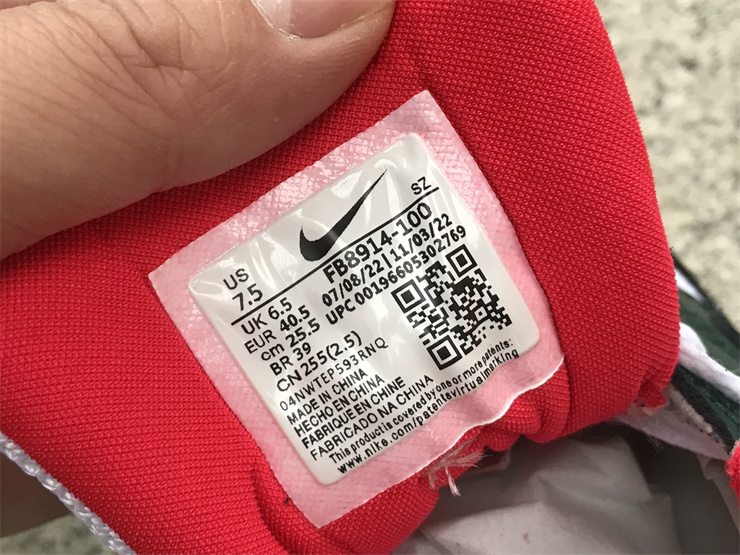 SZ
US
7.5
FB8914-100
07/08/22 | 11/03/22
UPC 00196605302769
UK 6.5
EUR 40.5
cm 25.5
BR 39
CN 255(2.5)
04NWTEP593RNQ
MADE IN CHINA
HECHO EN CHINA
FABRIQUE EN CHINE
FABRICADO NA CHINA
This product is covered by one or more patents:
www.nike.com/patentevirtualmarking